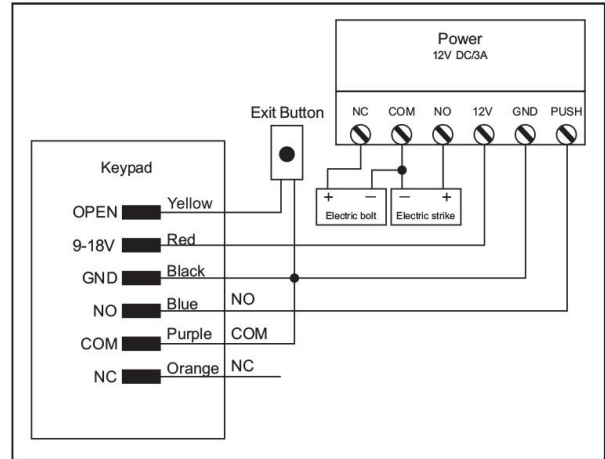 Power
12V DC/3A
NC COM NO 12V GND PUSH
Exit Button
+ − − +
Electric bolt Electric strike
Keypad
OPEN Yellow
9-18V Red
GND Black
NO Blue NO
COM Purple COM
NC Orange NC